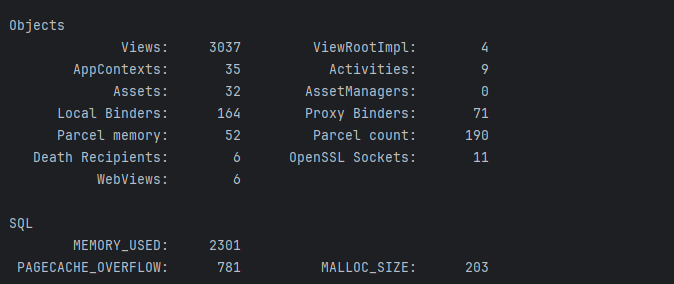 Objects
Views: 3037 ViewRootImpl: 4
AppContexts: 35 Activities: 9
Assets: 32 AssetManagers: 0
Local Binders: 164 Proxy Binders: 71
Parcel memory: 52 Parcel count: 190
Death Recipients: 6 OpenSSL Sockets: 11
WebViews: 6
SQL
MEMORY_USED: 2301
PAGECACHE_OVERFLOW: 781 MALLOC_SIZE: 203